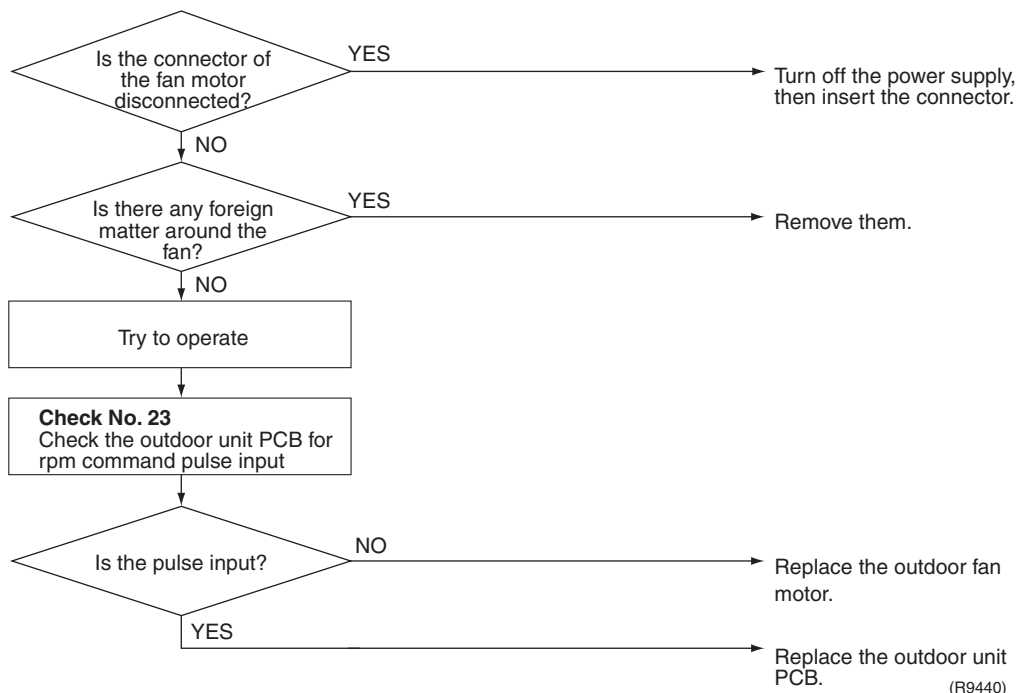 Is the connector of
the fan motor
disconnected?
YES
Turn off the power supply,
then insert the connector.
NO
Is there any foreign
matter around the
fan?
YES
Remove them.
NO
Try to operate
Check No. 23
Check the outdoor unit PCB for
rpm command pulse input
Is the pulse input?
NO
Replace the outdoor fan
motor.
YES
Replace the outdoor unit
PCB.
(R9440)